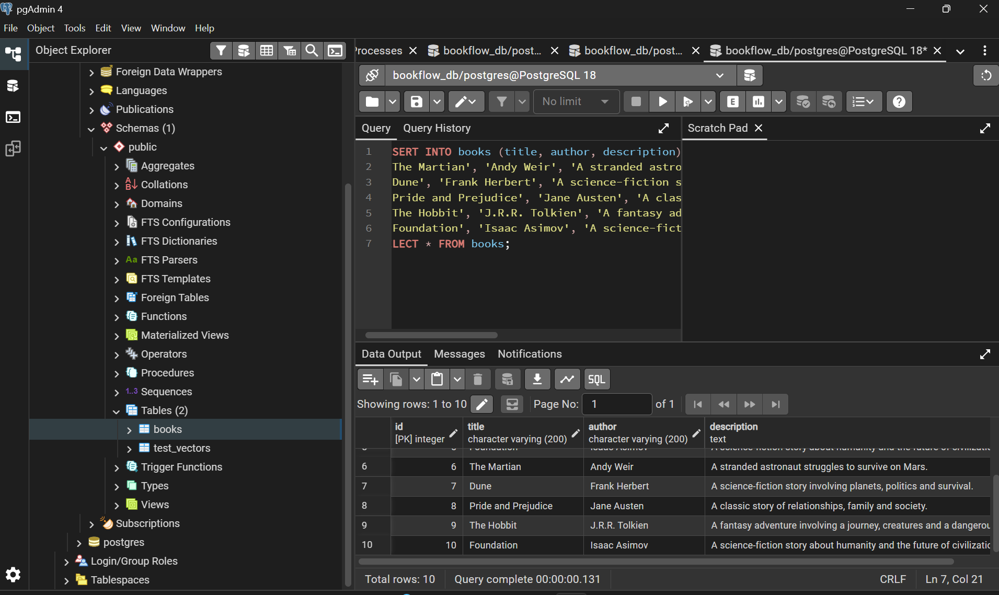 pgAdmin 4
File Object Tools Edit View Window Help
Object Explorer
Foreign Data Wrappers
Languages
Publications
Schemas (1)
public
Aggregates
Collations
Domains
FTS Configurations
FTS Dictionaries
Aa FTS Parsers
FTS Templates
Foreign Tables
Functions
Materialized Views
Operators
Procedures
1..3 Sequences
Tables (2)
books
test_vectors
Trigger Functions
Types
Views
Subscriptions
postgres
Login/Group Roles
Tablespaces
rocesses bookflow_db/post... bookflow_db/post... bookflow_db/postgres@PostgreSQL 18*
bookflow_db/postgres@PostgreSQL 18
No limit E
Query Query History
1 SERT INTO books (title, author, description)
2 The Martian', 'Andy Weir', 'A stranded astro
3 Dune', 'Frank Herbert', 'A science-fiction s
4 Pride and Prejudice', 'Jane Austen', 'A clas
5 The Hobbit', 'J.R.R. Tolkien', 'A fantasy ad
6 Foundation', 'Isaac Asimov', 'A science-fict
7 LECT * FROM books;
Scratch Pad
Data Output Messages Notifications
SQL
Showing rows: 1 to 10 Page No: 1 of 1
id title author description
[PK] integer character varying (200) character varying (200) text
6 6 The Martian Andy Weir A stranded astronaut struggles to survive on Mars.
7 7 Dune Frank Herbert A science-fiction story involving planets, politics and survival.
8 8 Pride and Prejudice Jane Austen A classic story of relationships, family and society.
9 9 The Hobbit J.R.R. Tolkien A fantasy adventure involving a journey, creatures and a dangerou
10 10 Foundation Isaac Asimov A science-fiction story about humanity and the future of civilizatic
Total rows: 10 Query complete 00:00:00.131 CRLF Ln 7, Col 21